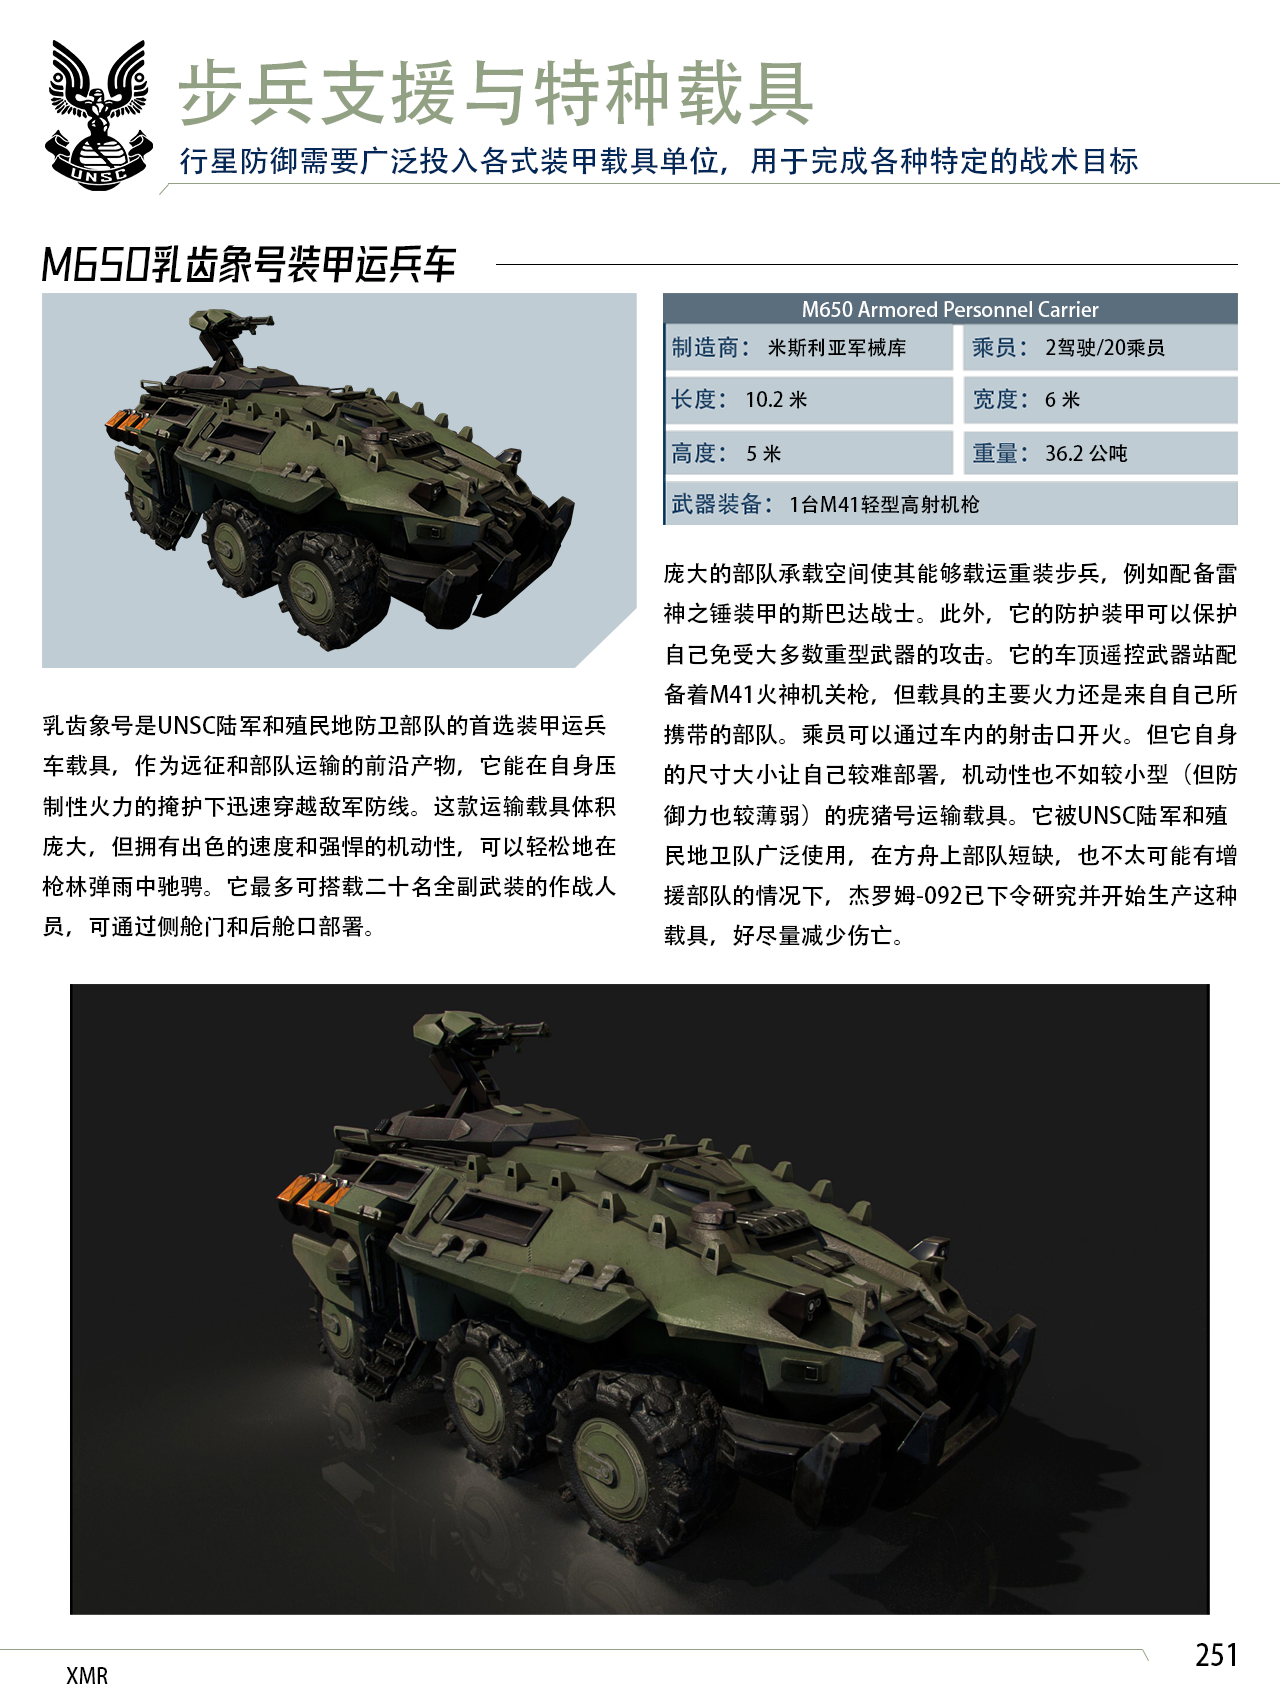 UNSC
步兵支援与特种载具
行星防御需要广泛投入各式装甲载具单位，用于完成各种特定的战术目标
M650乳齿象号装甲运兵车
M650 Armored Personnel Carrier
制造商： 米斯利亚军械库
乘员： 2驾驶/20乘员
长度： 10.2 米
宽度： 6 米
高度： 5 米
重量： 36.2 公吨
武器装备： 1台M41轻型高射机枪
乳齿象号是UNSC陆军和殖民地防卫部队的首选装甲运兵
车载具，作为远征和部队运输的前沿产物，它能在自身压
制性火力的掩护下迅速穿越敌军防线。这款运输载具体积
庞大，但拥有出色的速度和强悍的机动性，可以轻松地在
枪林弹雨中驰骋。它最多可搭载二十名全副武装的作战人
员，可通过侧舱门和后舱口部署。
庞大的部队承载空间使其能够载运重装步兵，例如配备雷
神之锤装甲的斯巴达战士。此外，它的防护装甲可以保护
自己免受大多数重型武器的攻击。它的车顶遥控武器站配
备着M41火神机关枪，但载具的主要火力还是来自自己所
携带的部队。乘员可以通过车内的射击口开火。但它自身
的尺寸大小让自己较难部署，机动性也不如较小型（但防
御力也较薄弱）的疣猪号运输载具。它被UNSC陆军和殖
民地卫队广泛使用，在方舟上部队短缺，也不太可能有增
援部队的情况下，杰罗姆-092已下令研究并开始生产这种
载具，好尽量减少伤亡。
251
XMR